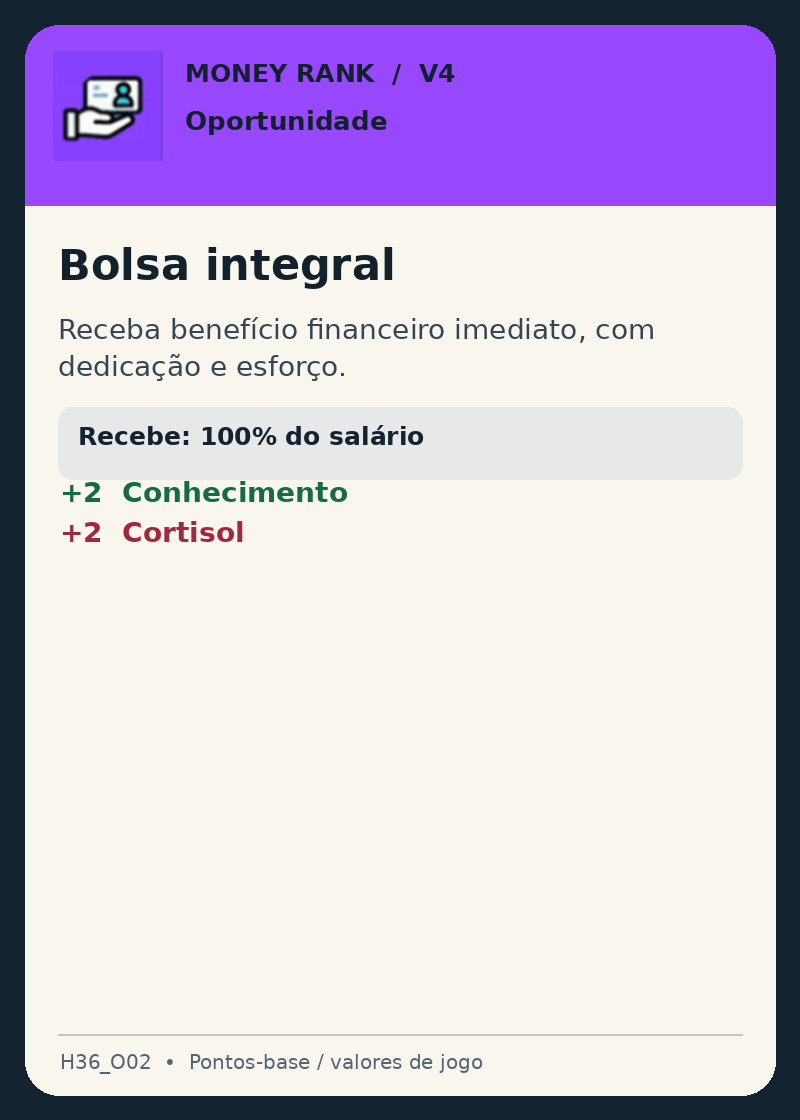 MONEY RANK / V4
Oportunidade
Bolsa integral
Receba benefício financeiro imediato, com
dedicação e esforço.
Recebe: 100% do salário
+2 Conhecimento
+2 Cortisol
H36_O02 • Pontos-base / valores de jogo